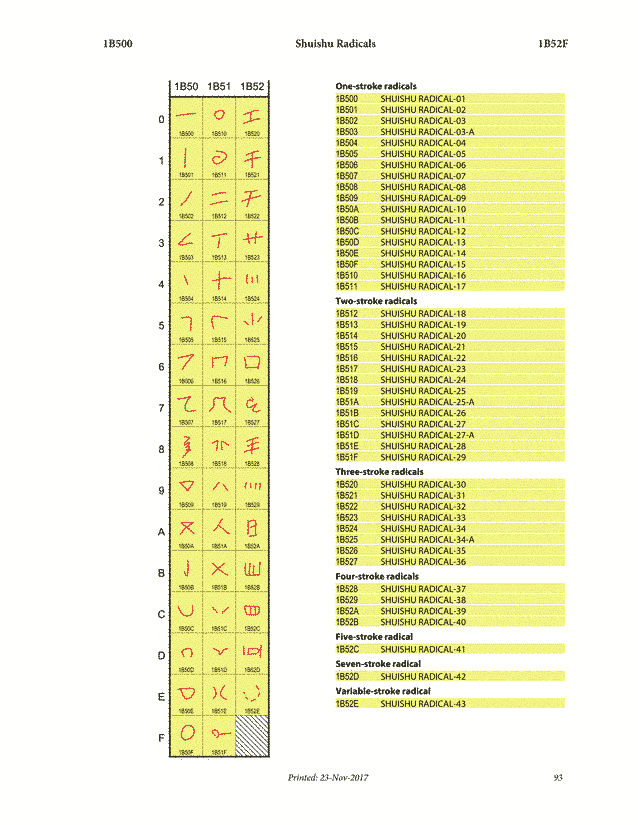 1B500 Shuishu Radicals 1B52F
1B50 1B51 1B52
0
1B500 1B510 1B520
1
1B501 1B511 1B521
2
1B502 1B512 1B522
3
1B503 1B513 1B523
4
1B504 1B514 1B524
5
1B505 1B515 1B525
6
1B506 1B516 1B526
7
1B507 1B517 1B527
8
1B508 1B518 1B528
9
1B509 1B519 1B529
A
1B50A 1B51A 1B52A
B
1B50B 1B51B 1B52B
C
1B50C 1B51C 1B52C
D
1B50D 1B51D 1B52D
E
1B50E 1B51E 1B52E
F
1B50F 1B51F
One-stroke radicals
1B500 SHUISHU RADICAL-01
1B501 SHUISHU RADICAL-02
1B502 SHUISHU RADICAL-03
1B503 SHUISHU RADICAL-03-A
1B504 SHUISHU RADICAL-04
1B505 SHUISHU RADICAL-05
1B506 SHUISHU RADICAL-06
1B507 SHUISHU RADICAL-07
1B508 SHUISHU RADICAL-08
1B509 SHUISHU RADICAL-09
1B50A SHUISHU RADICAL-10
1B50B SHUISHU RADICAL-11
1B50C SHUISHU RADICAL-12
1B50D SHUISHU RADICAL-13
1B50E SHUISHU RADICAL-14
1B50F SHUISHU RADICAL-15
1B510 SHUISHU RADICAL-16
1B511 SHUISHU RADICAL-17
Two-stroke radicals
1B512 SHUISHU RADICAL-18
1B513 SHUISHU RADICAL-19
1B514 SHUISHU RADICAL-20
1B515 SHUISHU RADICAL-21
1B516 SHUISHU RADICAL-22
1B517 SHUISHU RADICAL-23
1B518 SHUISHU RADICAL-24
1B519 SHUISHU RADICAL-25
1B51A SHUISHU RADICAL-25-A
1B51B SHUISHU RADICAL-26
1B51C SHUISHU RADICAL-27
1B51D SHUISHU RADICAL-27-A
1B51E SHUISHU RADICAL-28
1B51F SHUISHU RADICAL-29
Three-stroke radicals
1B520 SHUISHU RADICAL-30
1B521 SHUISHU RADICAL-31
1B522 SHUISHU RADICAL-32
1B523 SHUISHU RADICAL-33
1B524 SHUISHU RADICAL-34
1B525 SHUISHU RADICAL-34-A
1B526 SHUISHU RADICAL-35
1B527 SHUISHU RADICAL-36
Four-stroke radicals
1B528 SHUISHU RADICAL-37
1B529 SHUISHU RADICAL-38
1B52A SHUISHU RADICAL-39
1B52B SHUISHU RADICAL-40
Five-stroke radical
1B52C SHUISHU RADICAL-41
Seven-stroke radical
1B52D SHUISHU RADICAL-42
Variable-stroke radical
1B52E SHUISHU RADICAL-43
Printed: 23-Nov-2017 93